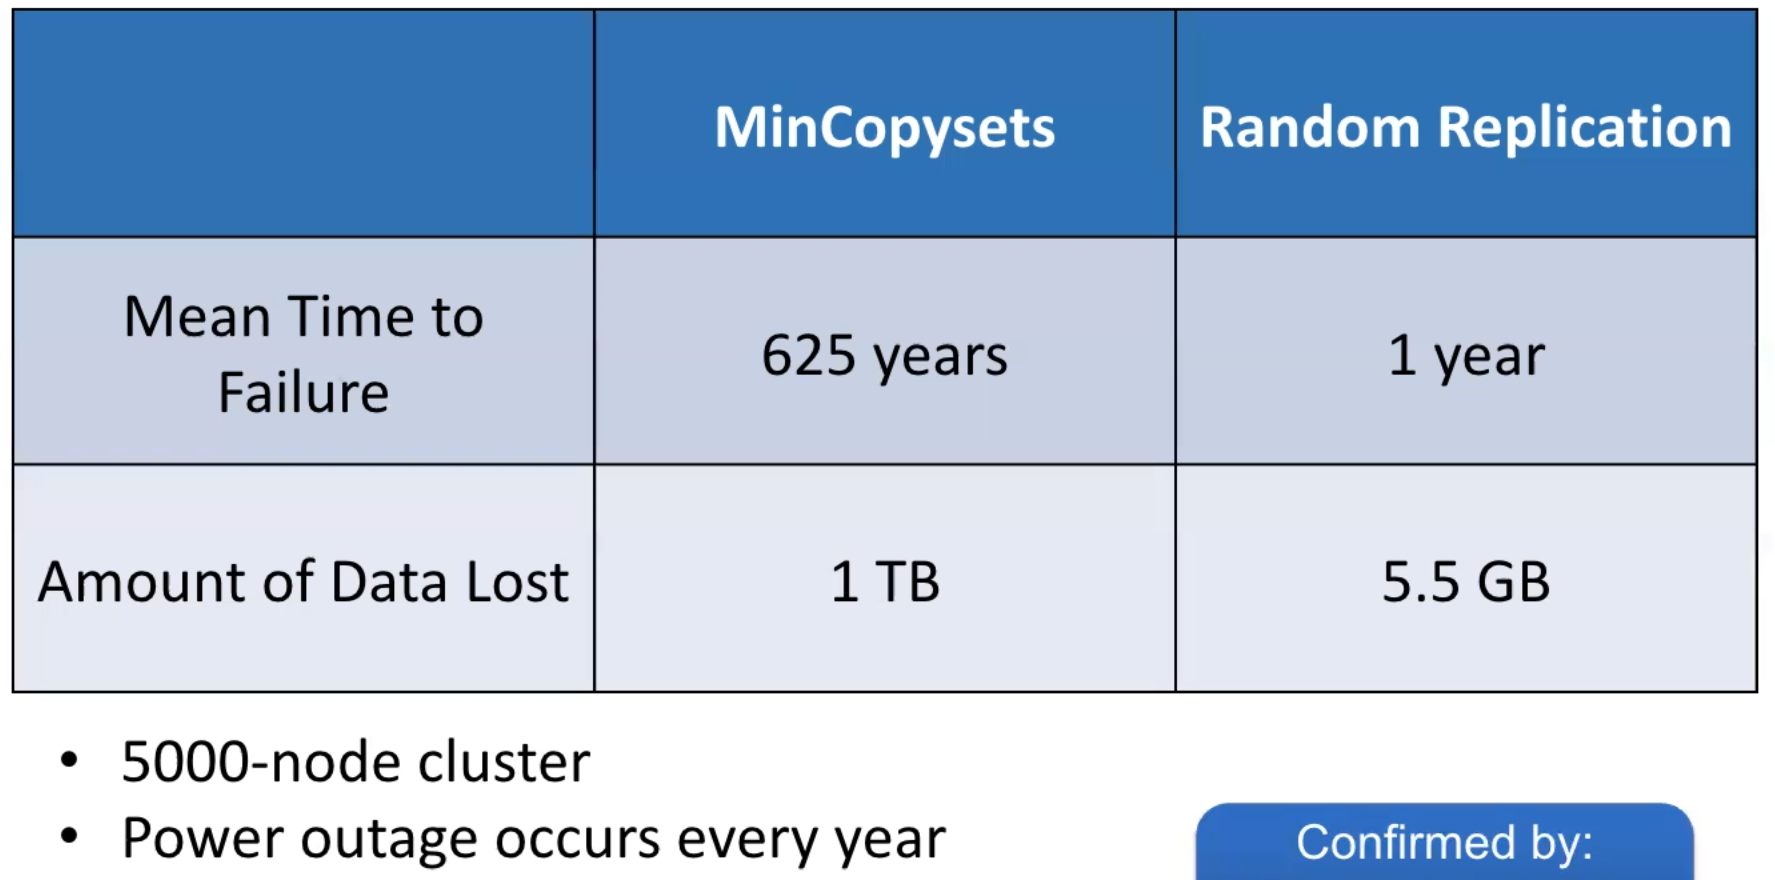 MinCopysets
Random Replication
Mean Time to
Failure
625 years
1 year
Amount of Data Lost
1 TB
5.5 GB
• 5000-node cluster
• Power outage occurs every year
Confirmed by: